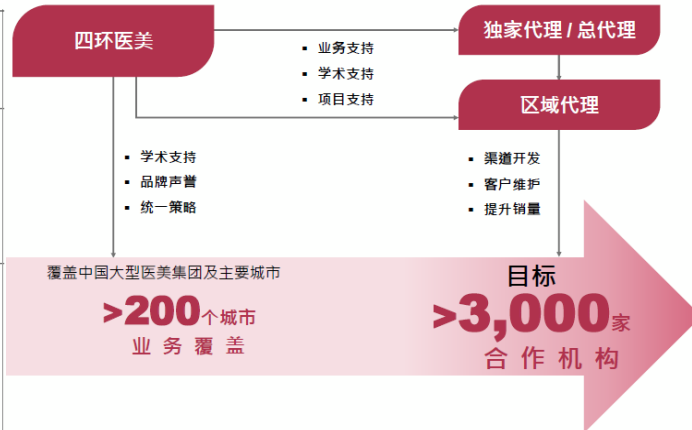 四环医美
独家代理 / 总代理
▪ 业务支持
▪ 学术支持
▪ 项目支持
区域代理
▪ 学术支持
▪ 品牌声誉
▪ 统一策略
▪ 渠道开发
▪ 客户维护
▪ 提升销量
覆盖中国大型医美集团及主要城市
>200个城市
业务覆盖
目标
>3,000家
合作机构